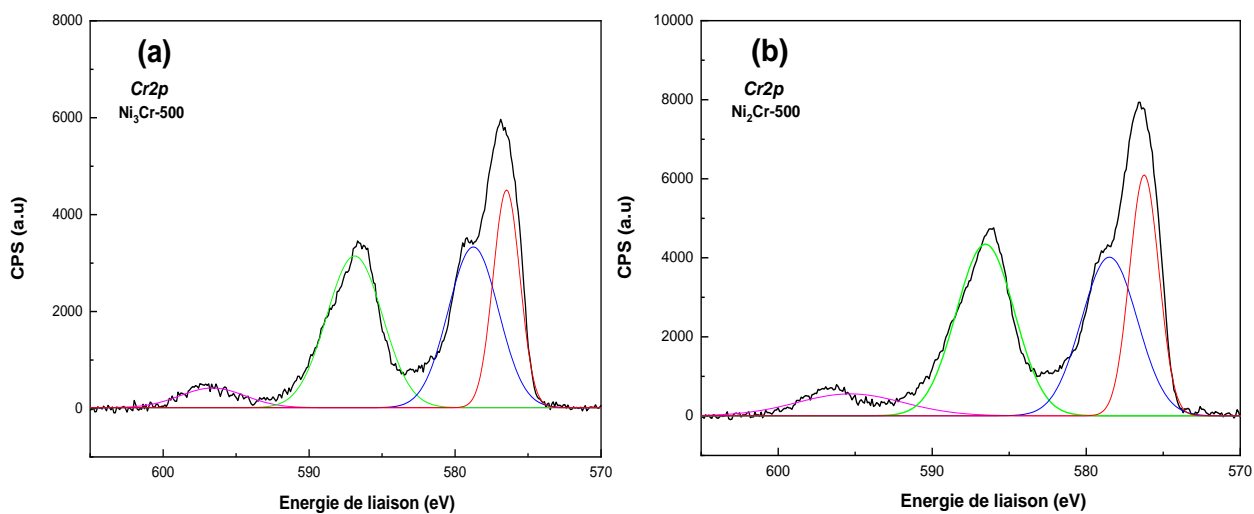 (a)
Cr2p
Ni₃Cr-500
8000
6000
4000
2000
0
CPS (a.u)
600
590
580
570
Energie de liaison (eV)
(b)
Cr2p
Ni₂Cr-500
10000
8000
6000
4000
2000
0
CPS (a.u)
600
590
580
570
Energie de liaison (eV)